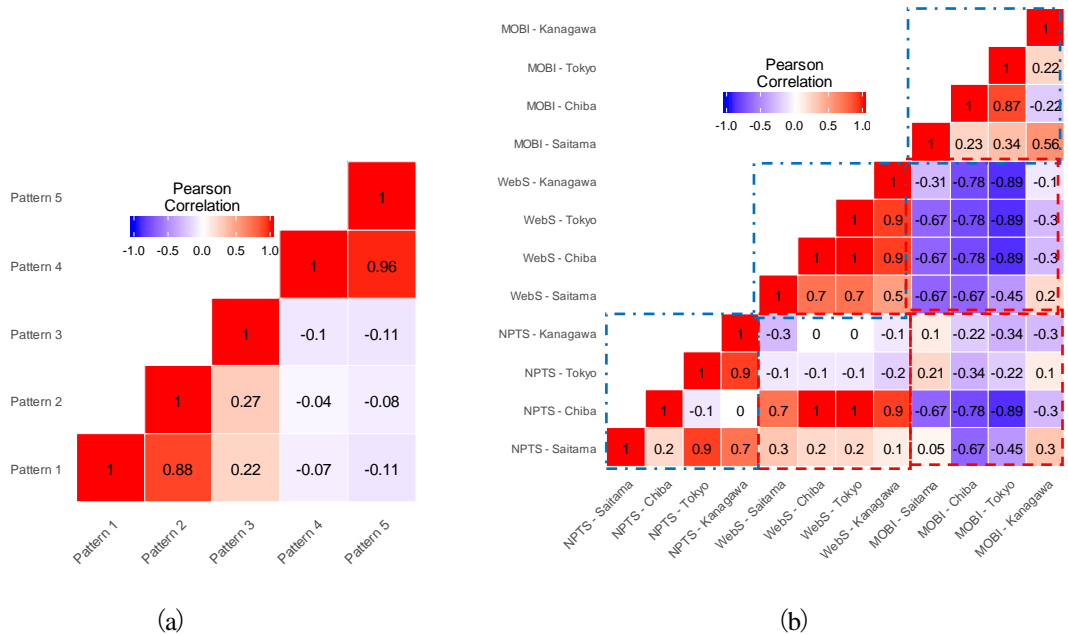 Pearson
Correlation
-1.0 -0.5 0.0 0.5 1.0
Pattern 5 1
Pattern 4 1 0.96
Pattern 3 1 -0.1 -0.11
Pattern 2 1 0.27 -0.04 -0.08
Pattern 1 1 0.88 0.22 -0.07 -0.11
Pattern 1 Pattern 2 Pattern 3 Pattern 4 Pattern 5
(a)
Pearson
Correlation
-1.0 -0.5 0.0 0.5 1.0
MOBI - Kanagawa 1
MOBI - Tokyo 1 0.22
MOBI - Chiba 1 0.87 -0.22
MOBI - Saitama 1 0.23 0.34 0.56
WebS - Kanagawa 1 -0.31 -0.78 -0.89 -0.1
WebS - Tokyo 1 0.9 -0.67 -0.78 -0.89 -0.3
WebS - Chiba 1 1 0.9 -0.67 -0.78 -0.89 -0.3
WebS - Saitama 1 0.7 0.7 0.5 -0.67 -0.67 -0.45 0.2
NPTS - Kanagawa 1 -0.3 0 0 -0.1 0.1 -0.22 -0.34 -0.3
NPTS - Tokyo 1 0.9 -0.1 -0.1 -0.1 -0.2 0.21 -0.34 -0.22 0.1
NPTS - Chiba 1 -0.1 0 0.7 1 1 0.9 -0.67 -0.78 -0.89 -0.3
NPTS - Saitama 1 0.2 0.9 0.7 0.3 0.2 0.2 0.1 0.05 -0.67 -0.45 0.3
NPTS - Saitama NPTS - Chiba NPTS - Tokyo NPTS - Kanagawa WebS - Saitama WebS - Chiba WebS - Tokyo WebS - Kanagawa MOBI - Saitama MOBI - Chiba MOBI - Tokyo MOBI - Kanagawa
(b)